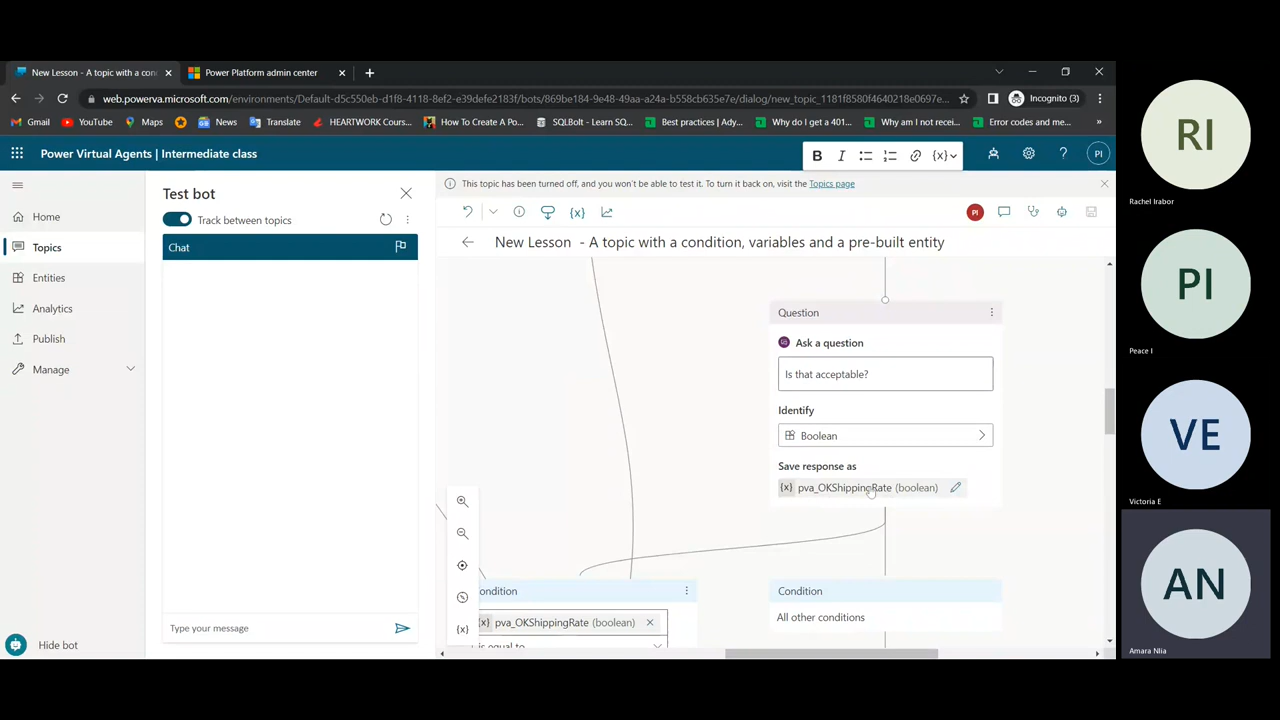 New Lesson - A topic with a con
Power Platform admin center
web.powerva.microsoft.com/environments/Default-d5c550eb-d1f8-4118-8ef2-e39defe2183f/bots/869be184-9e48-49aa-a24a-b558cb635e7e/dialog/new_topic_1181f8580f4640218e0697e...
Incognito (3)
Gmail
YouTube
Maps
News
Translate
HEARTWORK Cours...
How To Create A Po...
SQLBolt - Learn SQ...
Best practices | Ady...
Why do I get a 401...
Why am I not recei...
Error codes and me...
»
Power Virtual Agents | Intermediate class
B I {x} ? PI
Home
Topics
Entities
Analytics
Publish
Manage
Hide bot
Test bot
Track between topics
Chat
Type your message
This topic has been turned off, and you won't be able to test it. To turn it back on, visit the Topics page
{x}
PI
New Lesson - A topic with a condition, variables and a pre-built entity
Question
Ask a question
Is that acceptable?
Identify
Boolean
Save response as
{x} pva_OKShippingRate (boolean)
ondition
{x} pva_OKShippingRate (boolean)
is equal to
Condition
All other conditions
{x}
RI
Rachel Irabor
PI
Peace I
VE
Victoria E
AN
Amara Nlia